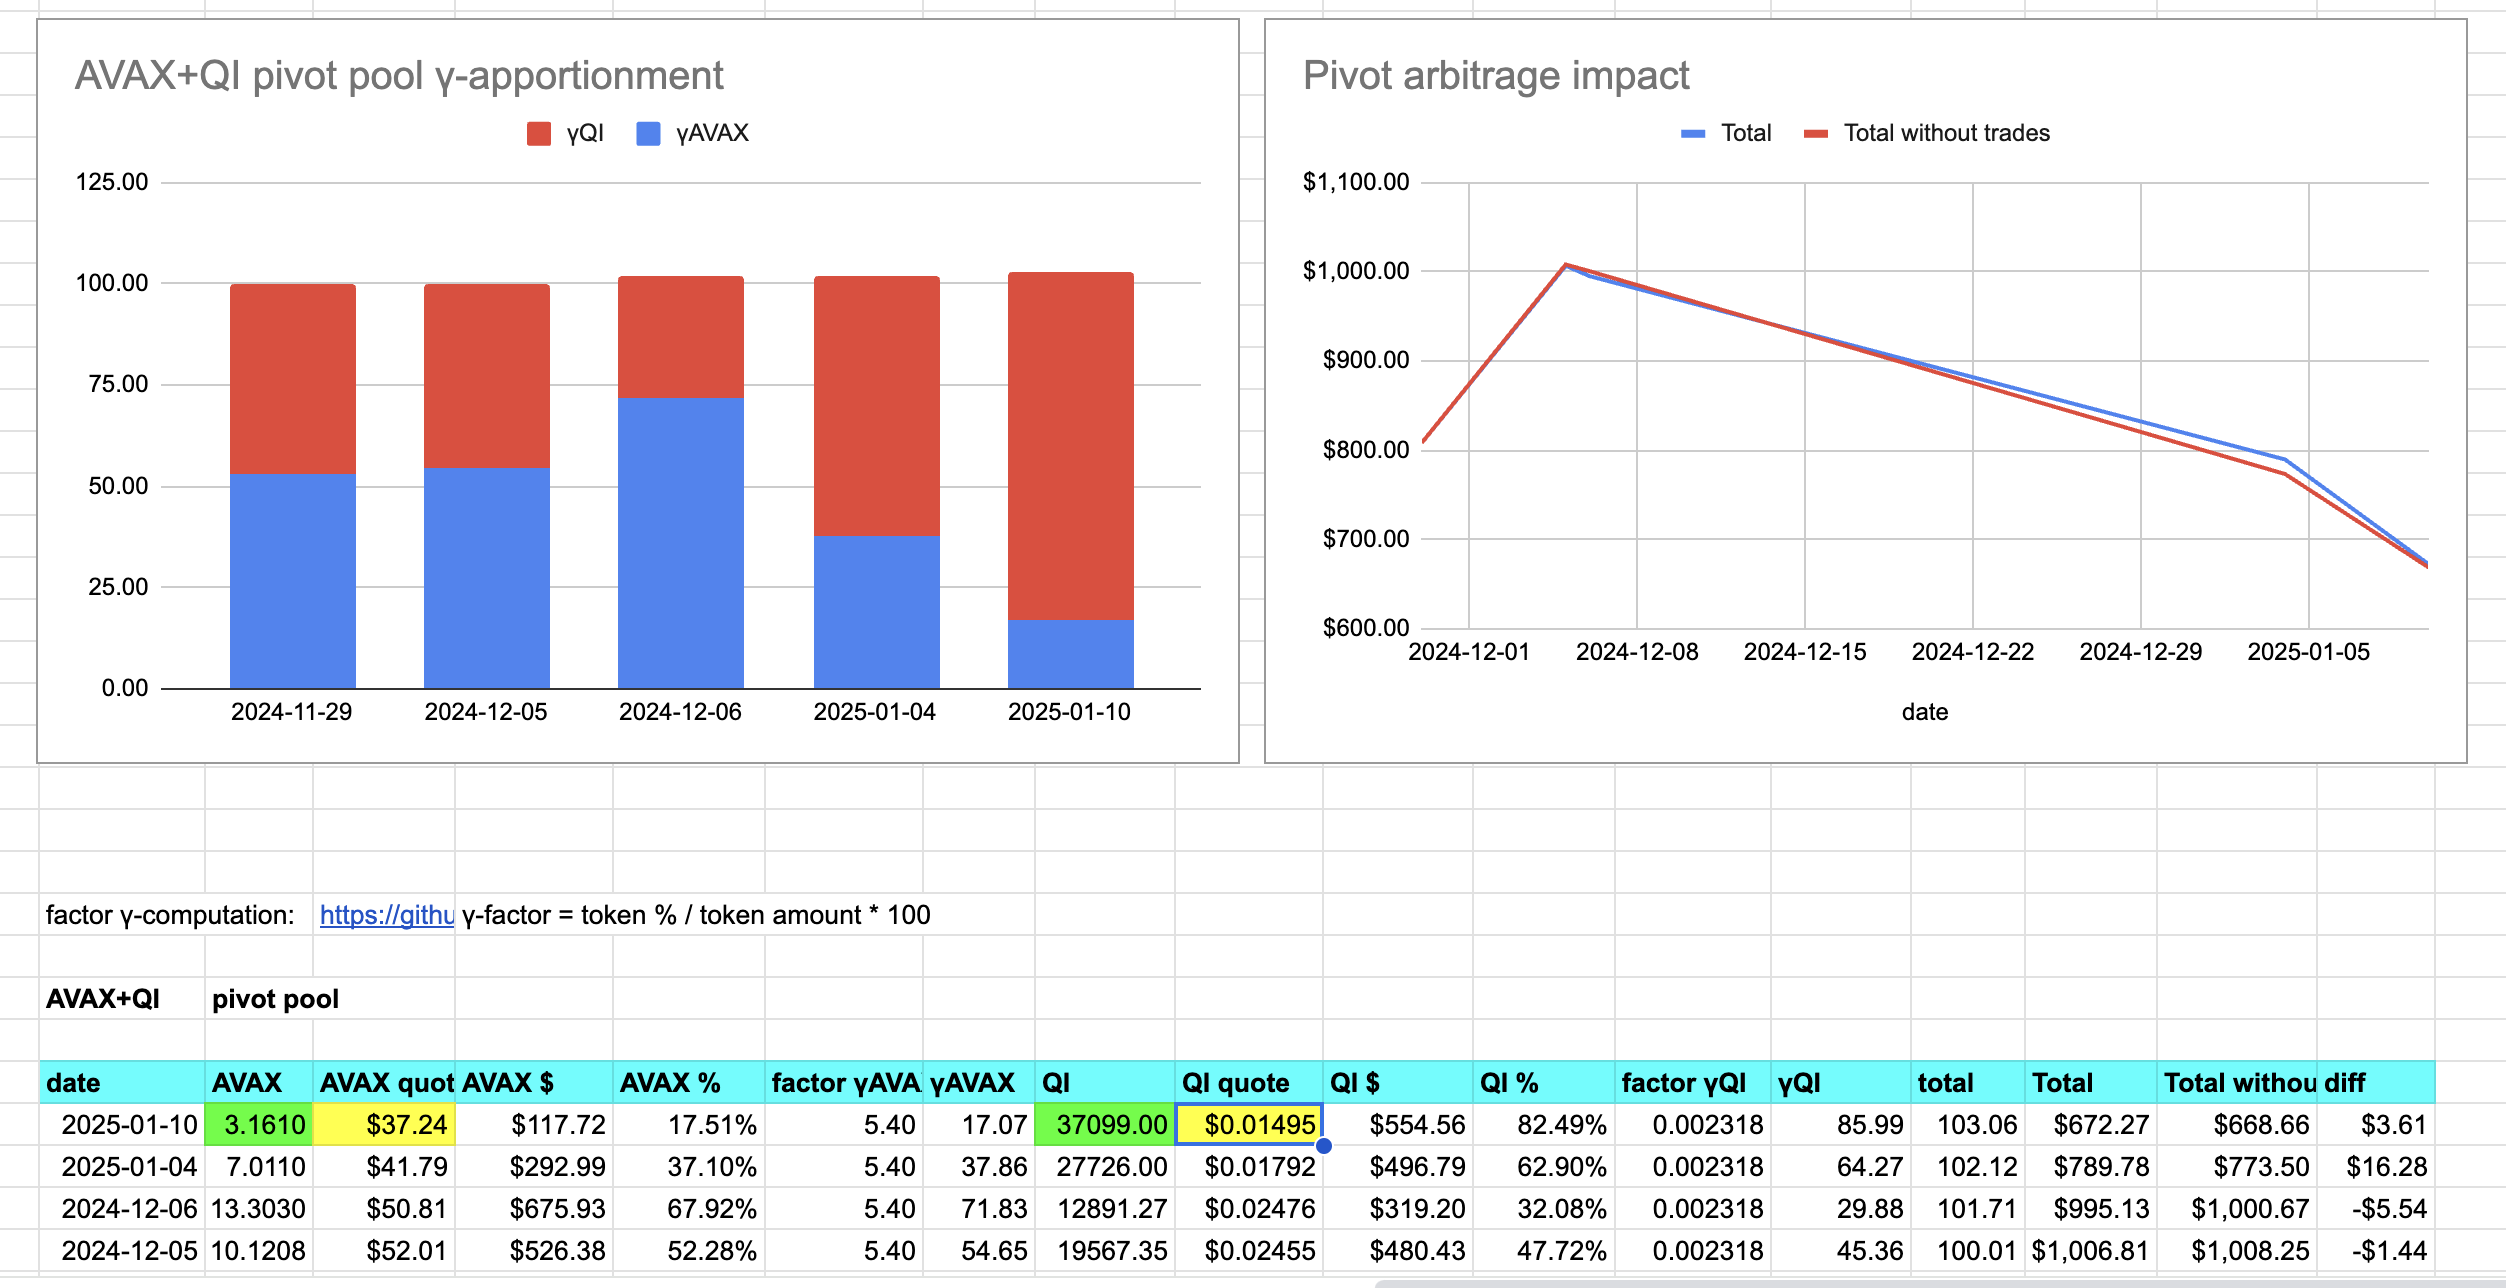 AVAX+QI pivot pool γ-apportionment
γQI γAVAX
125.00
100.00
75.00
50.00
25.00
0.00
2024-11-29 2024-12-05 2024-12-06 2025-01-04 2025-01-10
Pivot arbitrage impact
Total Total without trades
$1,100.00
$1,000.00
$900.00
$800.00
$700.00
$600.00
2024-12-01 2024-12-08 2024-12-15 2024-12-22 2024-12-29 2025-01-05
date
factor γ-computation: https://githu γ-factor = token % / token amount * 100
AVAX+QI pivot pool
date AVAX AVAX quot AVAX $ AVAX % factor γAVA γAVAX QI QI quote QI $ QI % factor γQI γQI total Total Total withou diff
2025-01-10 3.1610 $37.24 $117.72 17.51% 5.40 17.07 37099.00 $0.01495 $554.56 82.49% 0.002318 85.99 103.06 $672.27 $668.66 $3.61
2025-01-04 7.0110 $41.79 $292.99 37.10% 5.40 37.86 27726.00 $0.01792 $496.79 62.90% 0.002318 64.27 102.12 $789.78 $773.50 $16.28
2024-12-06 13.3030 $50.81 $675.93 67.92% 5.40 71.83 12891.27 $0.02476 $319.20 32.08% 0.002318 29.88 101.71 $995.13 $1,000.67 -$5.54
2024-12-05 10.1208 $52.01 $526.38 52.28% 5.40 54.65 19567.35 $0.02455 $480.43 47.72% 0.002318 45.36 100.01 $1,006.81 $1,008.25 -$1.44